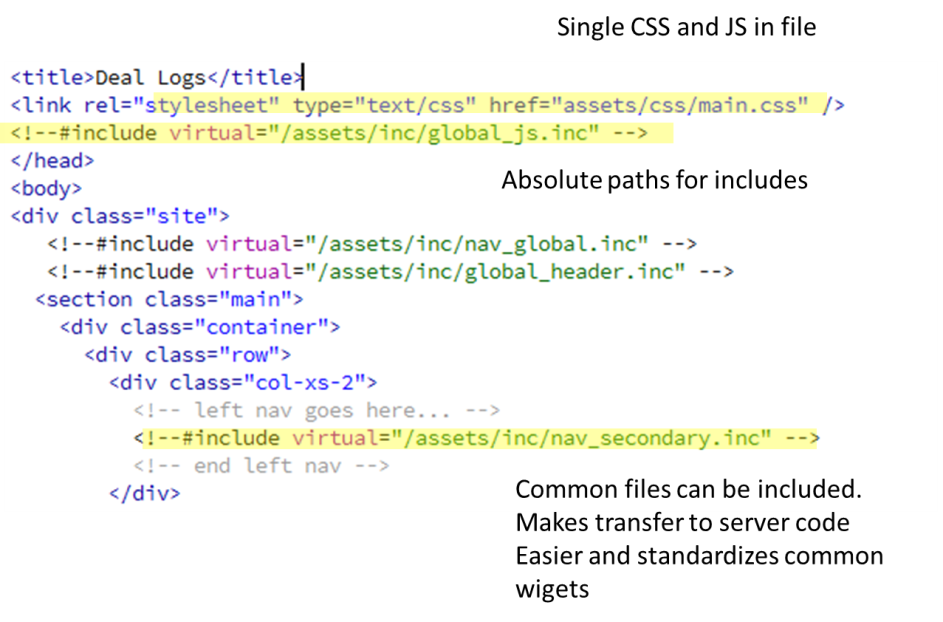 Single CSS and JS in file
<title>Deal Logs</title>
<link rel="stylesheet" type="text/css" href="assets/css/main.css" />
<!--#include virtual="/assets/inc/global_js.inc" -->
</head>
<body>
Absolute paths for includes
<div class="site">
<!--#include virtual="/assets/inc/nav_global.inc" -->
<!--#include virtual="/assets/inc/global_header.inc" -->
<section class="main">
<div class="container">
<div class="row">
<div class="col-xs-2">
<!-- left nav goes here... -->
<!--#include virtual="/assets/inc/nav_secondary.inc" -->
<!-- end left nav -->
</div>
Common files can be included.
Makes transfer to server code
Easier and standardizes common
wigets